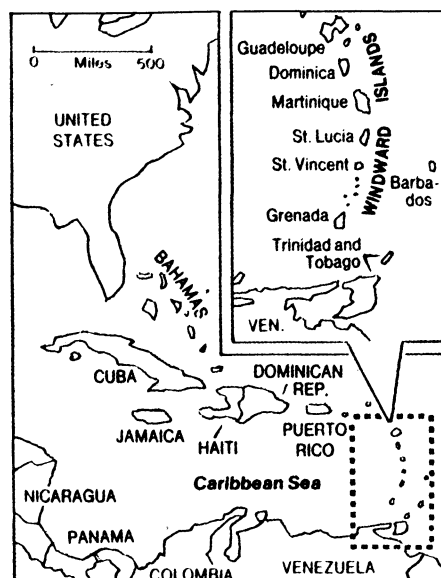 0 Miles 500
UNITED
STATES
BAHAMAS
CUBA
JAMAICA
HAITI
DOMINICAN
REP.
PUERTO
RICO
Caribbean Sea
NICARAGUA
PANAMA
COLOMBIA
VENEZUELA
Guadeloupe
Dominica
Martinique
St. Lucia
St. Vincent
Grenada
Trinidad and
Tobago
WINDWARD ISLANDS
Barba-
dos
VEN.